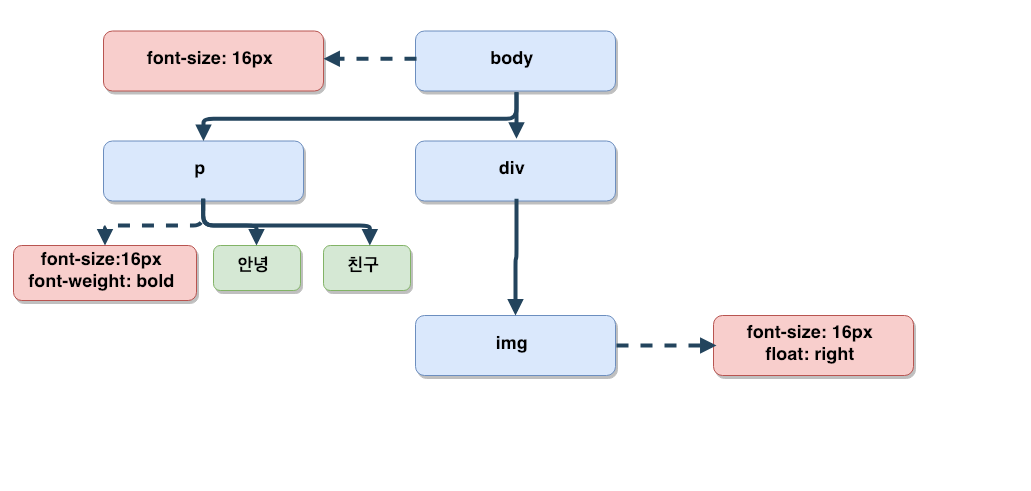 font-size: 16px
body
p
div
font-size:16px
font-weight: bold
안녕
친구
img
font-size: 16px
float: right